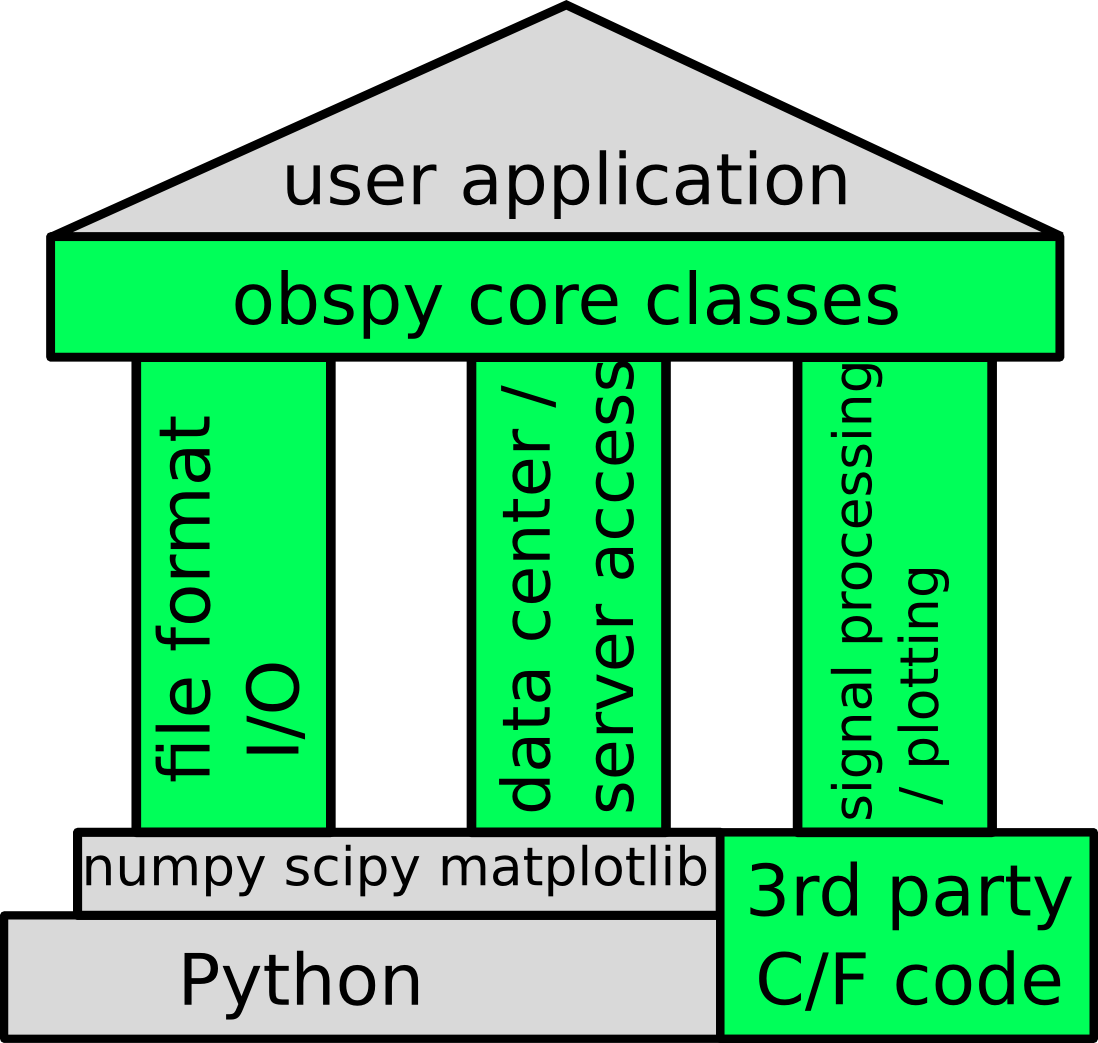 user application
obspy core classes
file format
I/O
data center /
server access
signal processing
/ plotting
numpy scipy matplotlib
3rd party
C/F code
Python